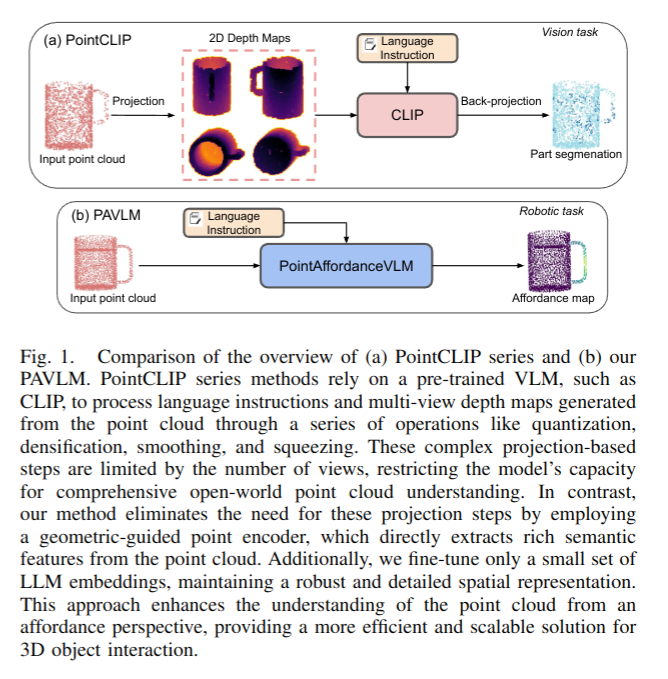 (a) PointCLIP
2D Depth Maps
Language
Instruction
Vision task
Projection
CLIP
Back-projection
Input point cloud
Part segmenation
(b) PAVLM
Language
Instruction
Robotic task
PointAffordanceVLM
Input point cloud
Affordance map
Fig. 1. Comparison of the overview of (a) PointCLIP series and (b) our
PAVLM. PointCLIP series methods rely on a pre-trained VLM, such as
CLIP, to process language instructions and multi-view depth maps generated
from the point cloud through a series of operations like quantization,
densification, smoothing, and squeezing. These complex projection-based
steps are limited by the number of views, restricting the model's capacity
for comprehensive open-world point cloud understanding. In contrast,
our method eliminates the need for these projection steps by employing
a geometric-guided point encoder, which directly extracts rich semantic
features from the point cloud. Additionally, we fine-tune only a small set of
LLM embeddings, maintaining a robust and detailed spatial representation.
This approach enhances the understanding of the point cloud from an
affordance perspective, providing a more efficient and scalable solution for
3D object interaction.